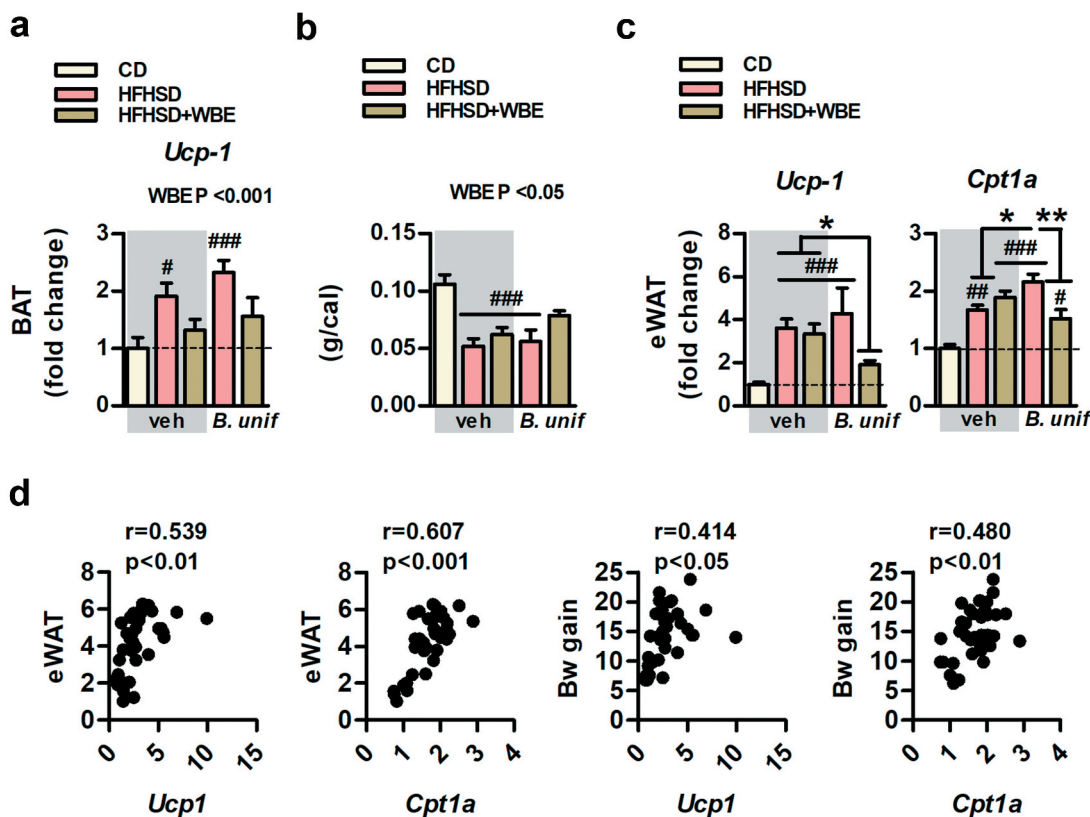 a
CD
HFHSD
HFHSD+WBE
Ucp-1
WBE P <0.001
BAT
(fold change)
3
2
1
0
#
###
veh
B. unif
b
CD
HFHSD
HFHSD+WBE
WBE P <0.05
(g/cal)
0.15
0.10
0.05
0.00
###
veh
B. unif
c
CD
HFHSD
HFHSD+WBE
Ucp-1
eWAT
(fold change)
8
6
4
2
0
*
###
veh
B. unif
Cpt1a
3
2
1
0
* **
###
##
#
veh
B. unif
d
r=0.539
p<0.01
eWAT
8
6
4
2
0
0 5 10 15
Ucp1
r=0.607
p<0.001
eWAT
8
6
4
2
0
0 1 2 3 4
Cpt1a
r=0.414
p<0.05
Bw gain
25
20
15
10
5
0
0 5 10 15
Ucp1
r=0.480
p<0.01
Bw gain
25
20
15
10
5
0
0 1 2 3 4
Cpt1a